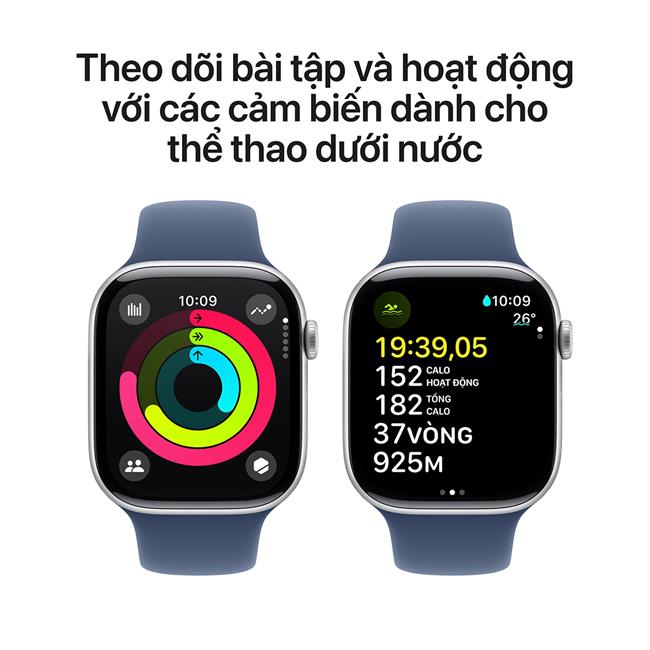 Theo dõi bài tập và hoạt động
với các cảm biến dành cho
thể thao dưới nước
10:09
10:09
26°
19:39,05
152 CALO HOẠT ĐỘNG
182 TỔNG CALO
37VÒNG
925M